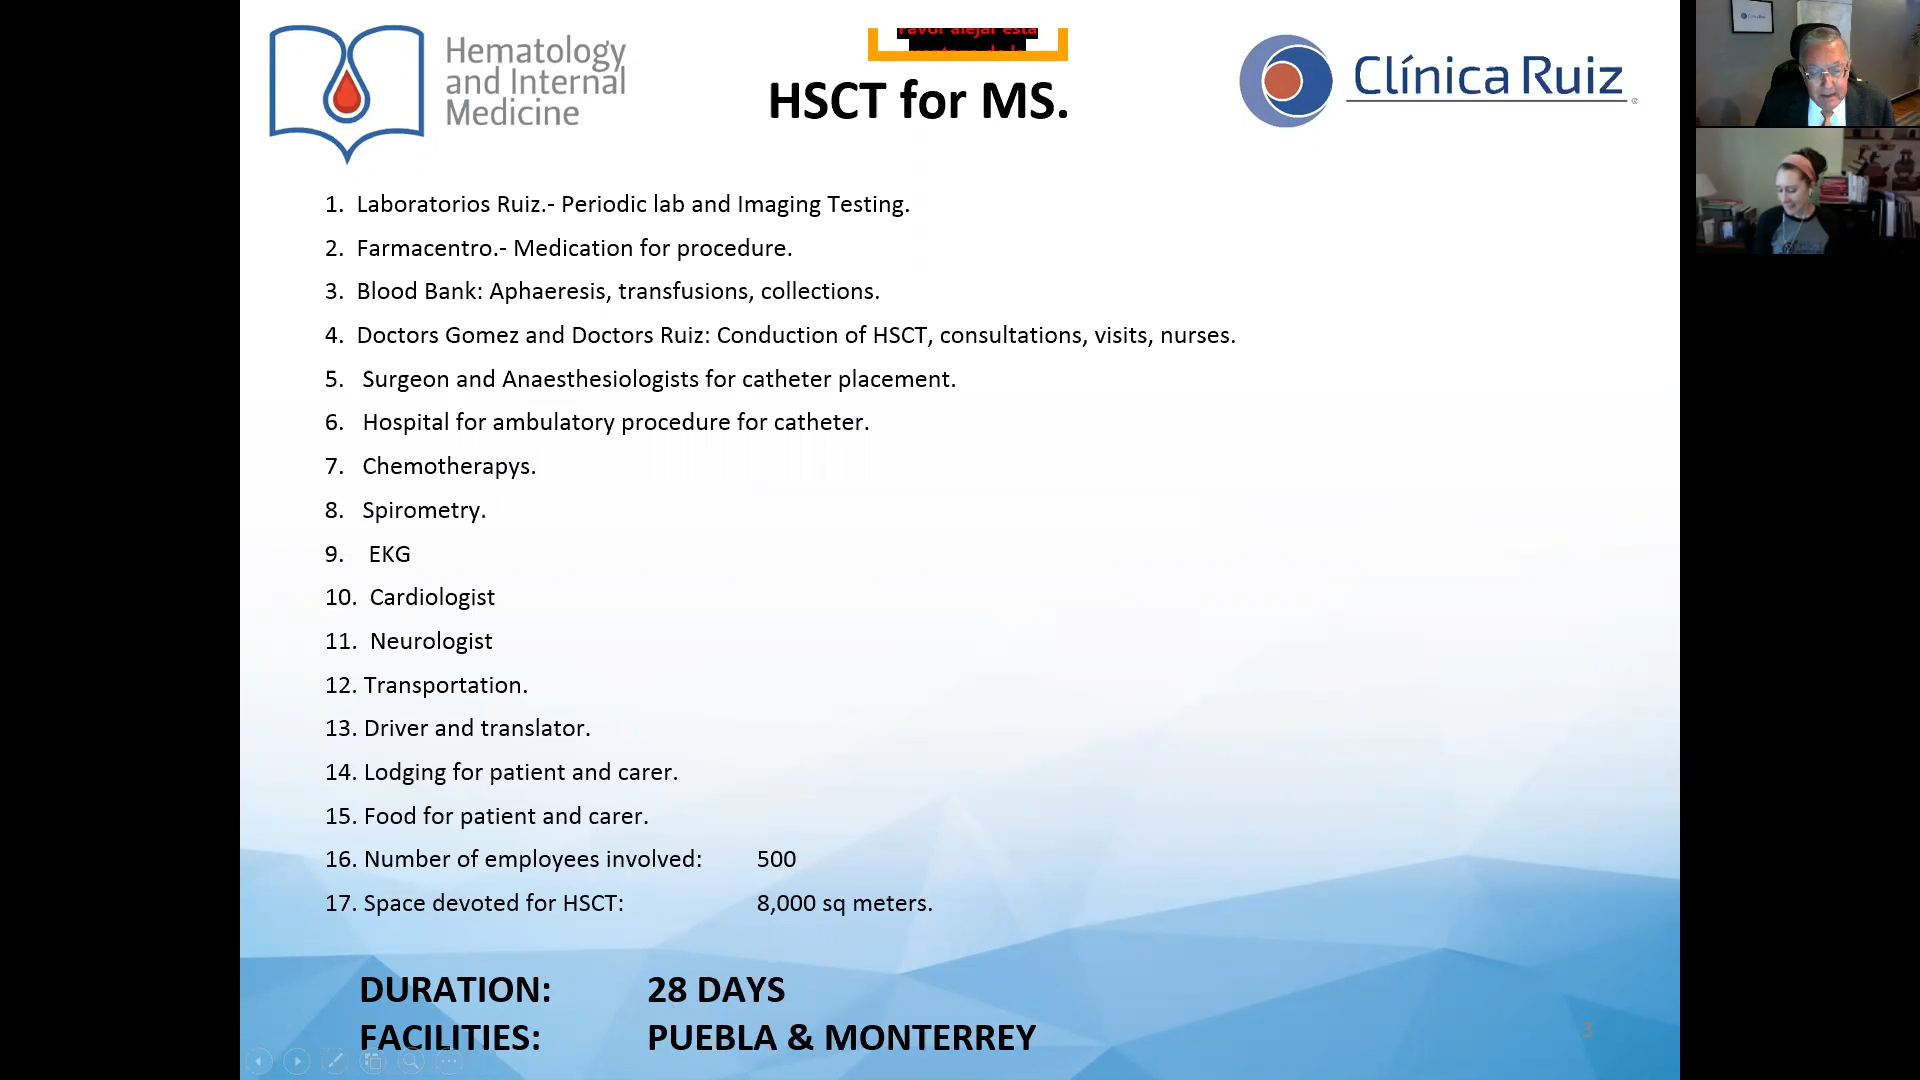 Hematology
and Internal
Medicine
Favor alejar esta
HSCT for MS.
Clínica Ruiz
1. Laboratorios Ruiz.- Periodic lab and Imaging Testing.
2. Farmacentro.- Medication for procedure.
3. Blood Bank: Aphaeresis, transfusions, collections.
4. Doctors Gomez and Doctors Ruiz: Conduction of HSCT, consultations, visits, nurses.
5. Surgeon and Anaesthesiologists for catheter placement.
6. Hospital for ambulatory procedure for catheter.
7. Chemotherapys.
8. Spirometry.
9. EKG
10. Cardiologist
11. Neurologist
12. Transportation.
13. Driver and translator.
14. Lodging for patient and carer.
15. Food for patient and carer.
16. Number of employees involved: 500
17. Space devoted for HSCT: 8,000 sq meters.
DURATION: 28 DAYS
FACILITIES: PUEBLA & MONTERREY
3